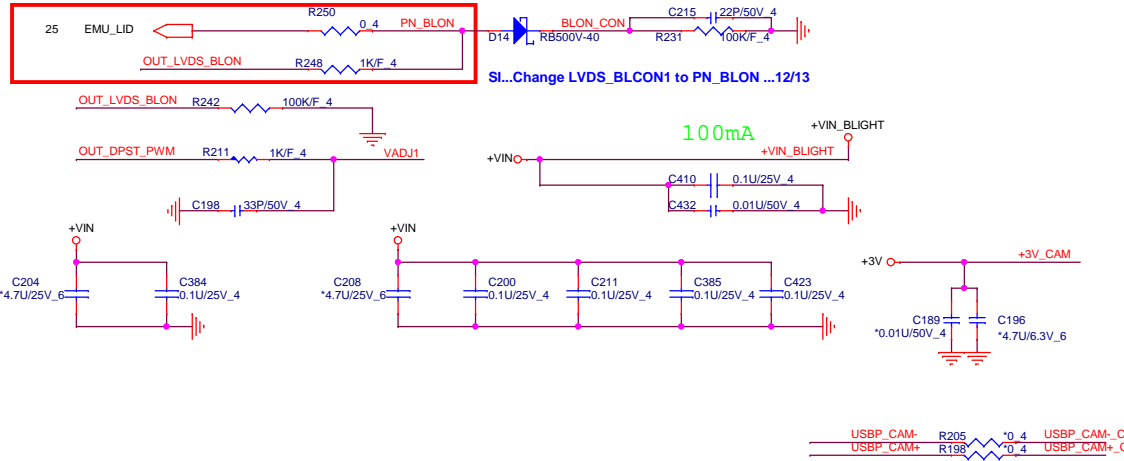 25 EMU_LID R250 0_4 PN_BLON
D14 RB500V-40 BLON_CON
C215 22P/50V_4
R231 100K/F_4
OUT_LVDS_BLON R248 1K/F_4
SI...Change LVDS_BLCON1 to PN_BLON ...12/13
OUT_LVDS_BLON R242 100K/F_4
100mA
+VIN_BLIGHT
OUT_DPST_PWM R211 1K/F_4 VADJ1
+VIN +VIN_BLIGHT
C410 0.1U/25V_4
C198 33P/50V_4
C432 0.01U/50V_4
+VIN
C204
*4.7U/25V_6
C384
0.1U/25V_4
+VIN
C208
*4.7U/25V_6
C200
0.1U/25V_4
C211
0.1U/25V_4
C385
0.1U/25V_4
C423
0.1U/25V_4
+3V +3V_CAM
C189
*0.01U/50V_4
C196
*4.7U/6.3V_6
USBP_CAM- R205 *0_4 USBP_CAM-_C
USBP_CAM+ R198 *0_4 USBP_CAM+_C